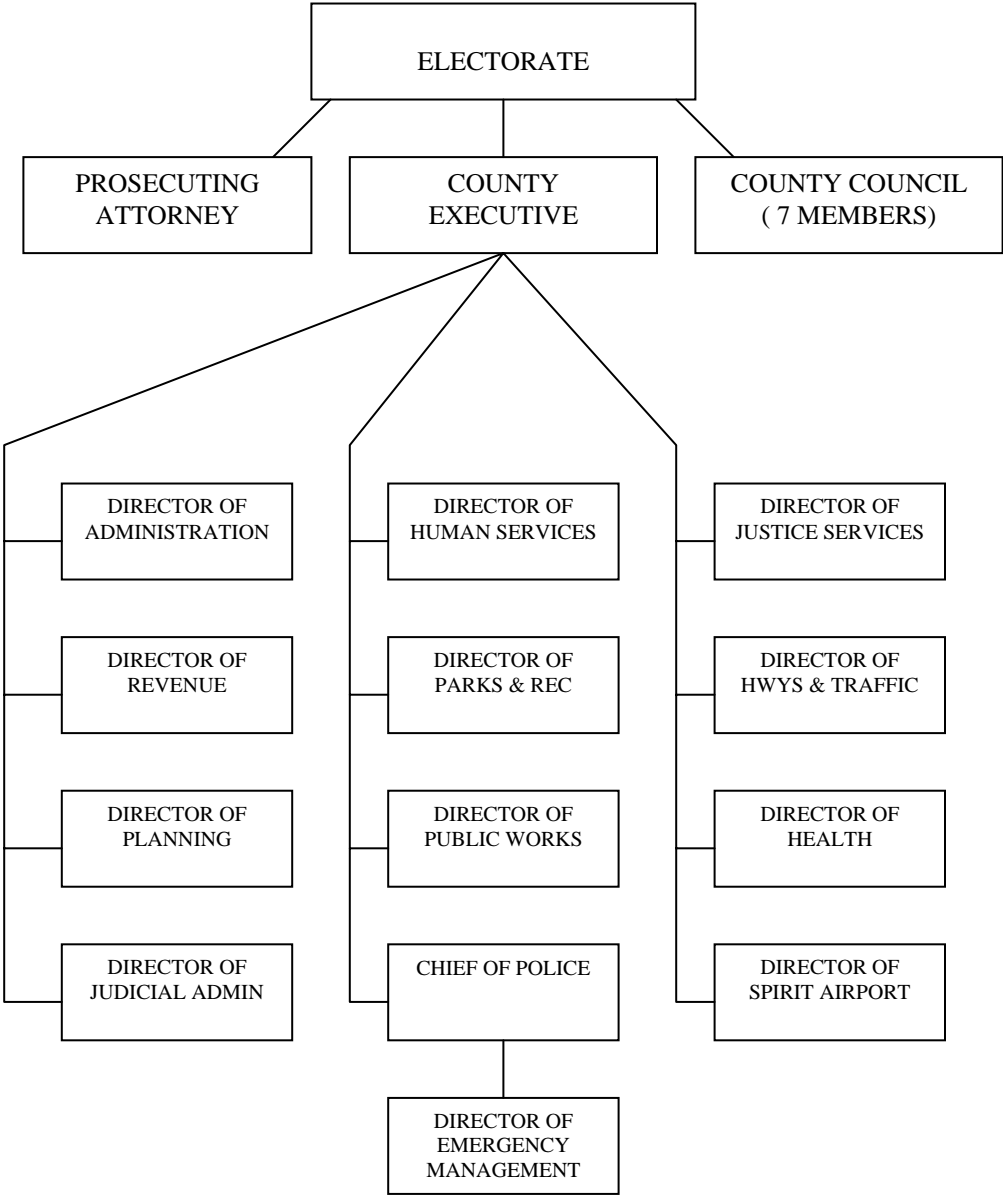 ELECTORATE
PROSECUTING
ATTORNEY
COUNTY
EXECUTIVE
COUNTY COUNCIL
( 7 MEMBERS)
DIRECTOR OF
ADMINISTRATION
DIRECTOR OF
HUMAN SERVICES
DIRECTOR OF
JUSTICE SERVICES
DIRECTOR OF
REVENUE
DIRECTOR OF
PARKS & REC
DIRECTOR OF
HWYS & TRAFFIC
DIRECTOR OF
PLANNING
DIRECTOR OF
PUBLIC WORKS
DIRECTOR OF
HEALTH
DIRECTOR OF
JUDICIAL ADMIN
CHIEF OF POLICE
DIRECTOR OF
SPIRIT AIRPORT
DIRECTOR OF
EMERGENCY
MANAGEMENT